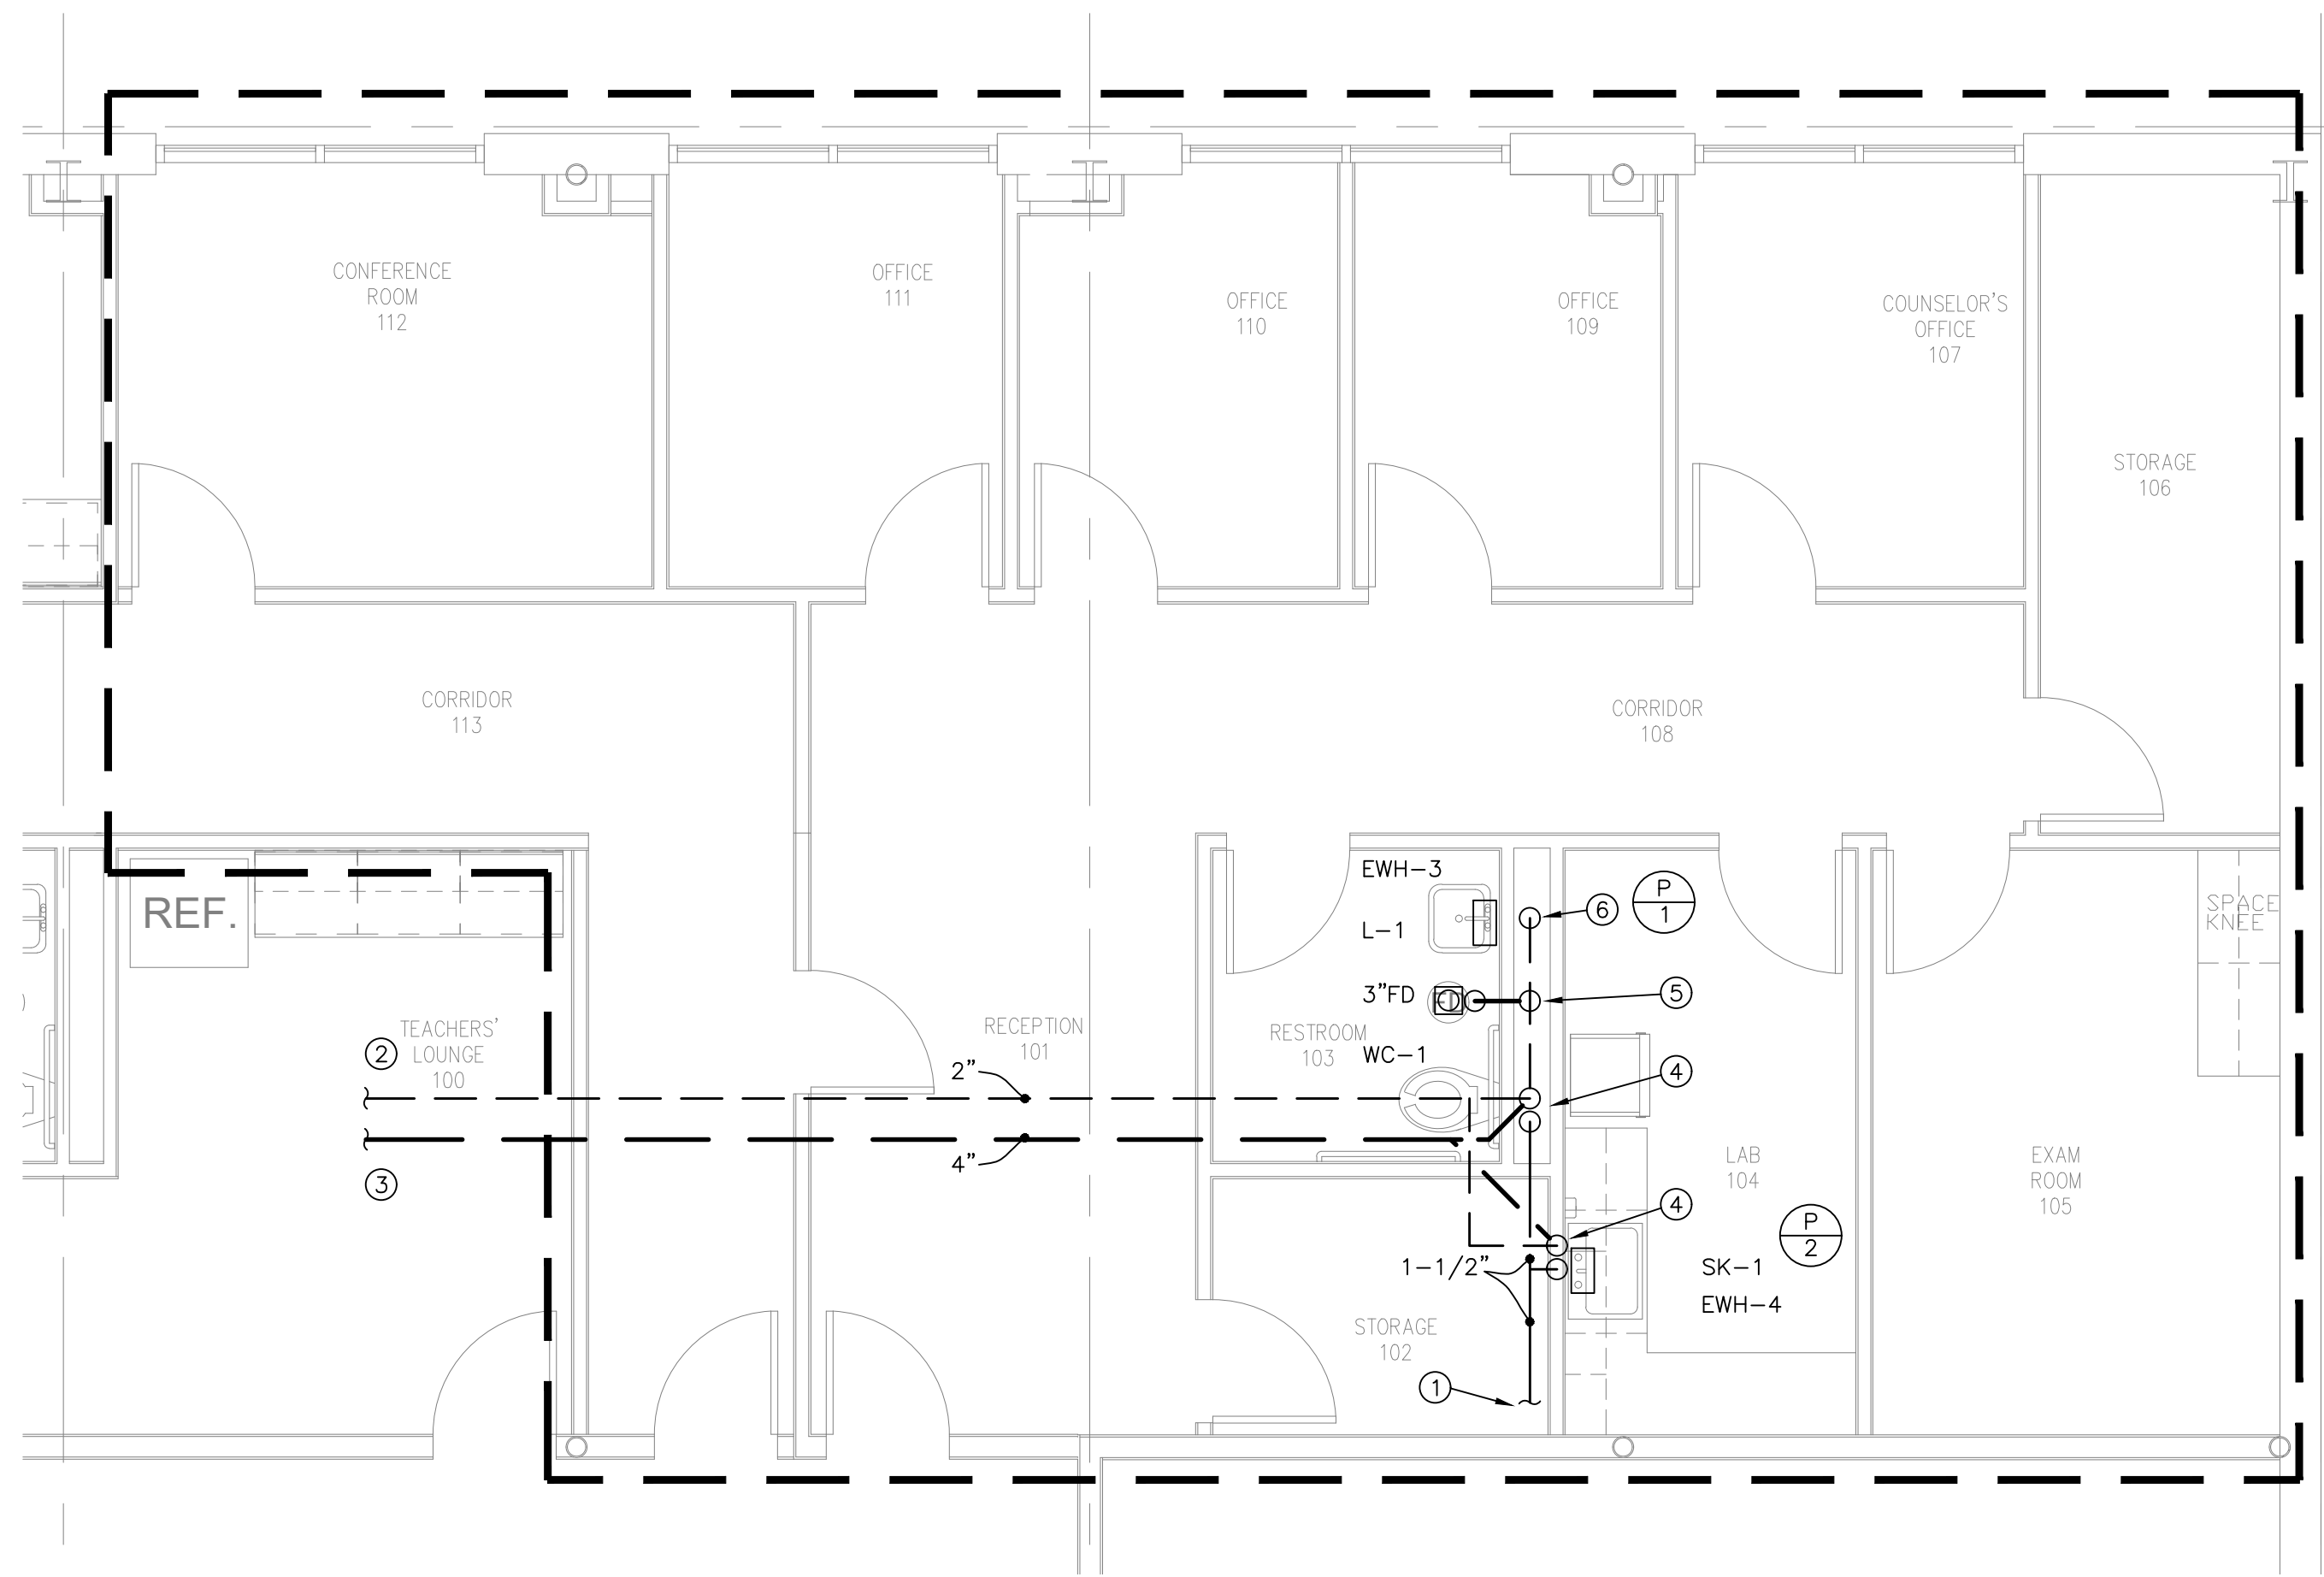 CONFERENCE
ROOM
112
OFFICE
111
OFFICE
110
OFFICE
109
COUNSELOR'S
OFFICE
107
STORAGE
106
CORRIDOR
113
CORRIDOR
108
REF.
TEACHERS'
LOUNGE
100
2
3
RECEPTION
101
2"
4"
EWH-3
L-1
3"FD
FD
RESTROOM
103
WC-1
6
P
1
5
4
4
SPACE
KNEE
LAB
104
EXAM
ROOM
105
P
2
SK-1
EWH-4
1-1/2"
STORAGE
102
1